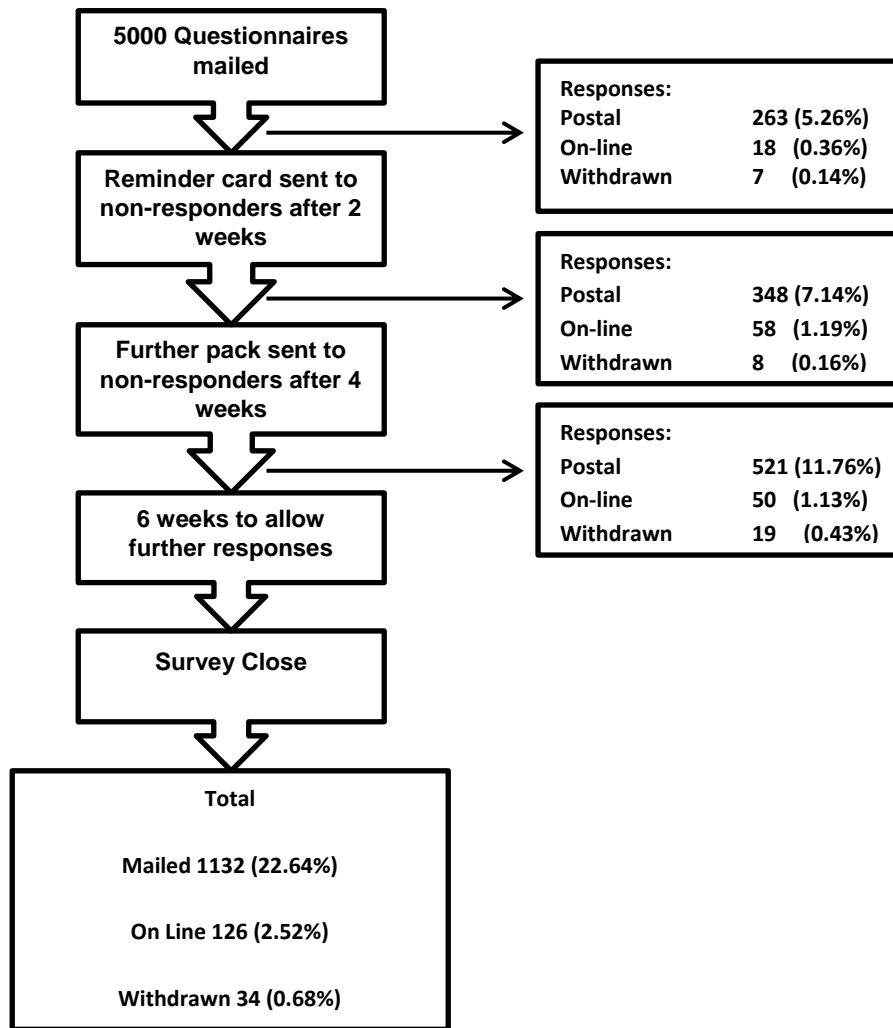 5000 Questionnaires
mailed
Responses:
Postal 263 (5.26%)
On-line 18 (0.36%)
Withdrawn 7 (0.14%)
Reminder card sent to
non-responders after 2
weeks
Responses:
Postal 348 (7.14%)
On-line 58 (1.19%)
Withdrawn 8 (0.16%)
Further pack sent to
non-responders after 4
weeks
Responses:
Postal 521 (11.76%)
On-line 50 (1.13%)
Withdrawn 19 (0.43%)
6 weeks to allow
further responses
Survey Close
Total
Mailed 1132 (22.64%)
On Line 126 (2.52%)
Withdrawn 34 (0.68%)